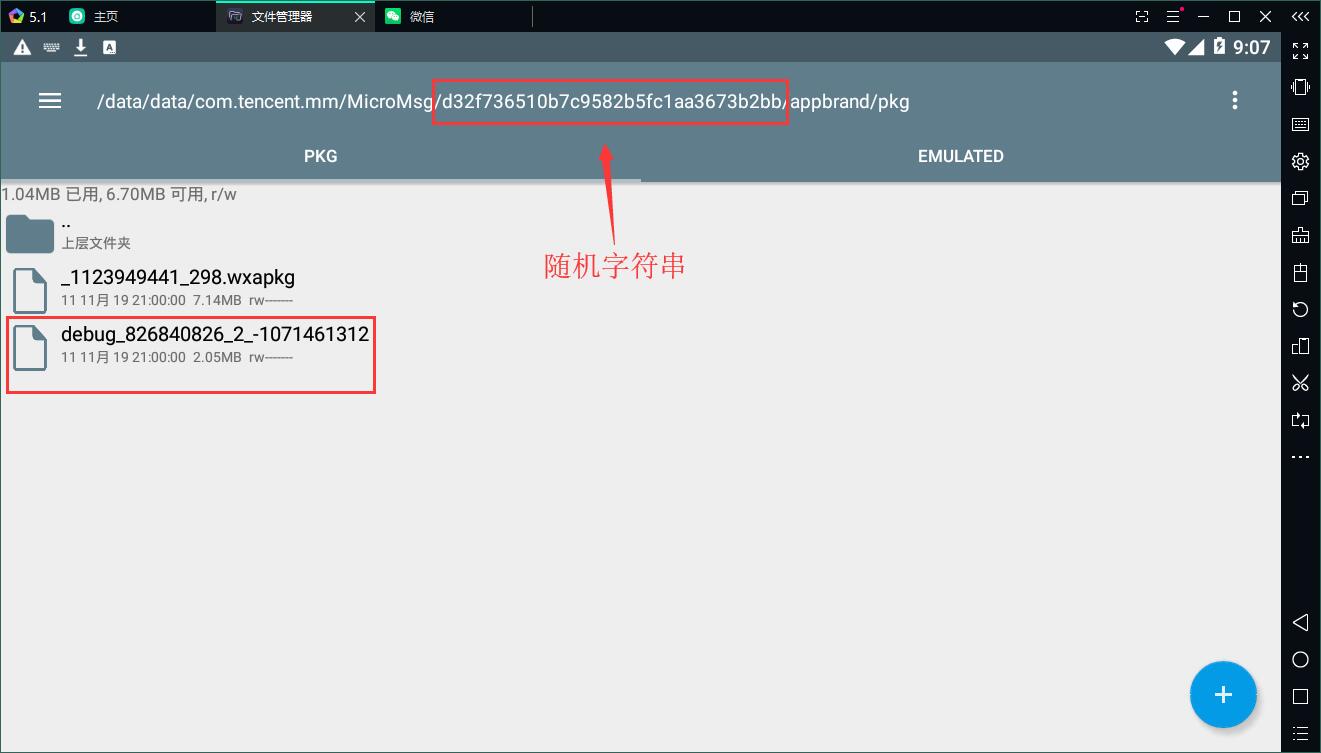 5.1 主页 文件管理器 微信
9:07
/data/data/com.tencent.mm/MicroMsg/d32f736510b7c9582b5fc1aa3673b2bb/appbrand/pkg
PKG EMULATED
1.04MB 已用, 6.70MB 可用, r/w
..
上层文件夹
随机字符串
_1123949441_298.wxapkg
11 11月 19 21:00:00 7.14MB rw-------
debug_826840826_2_-1071461312
11 11月 19 21:00:00 2.05MB rw-------